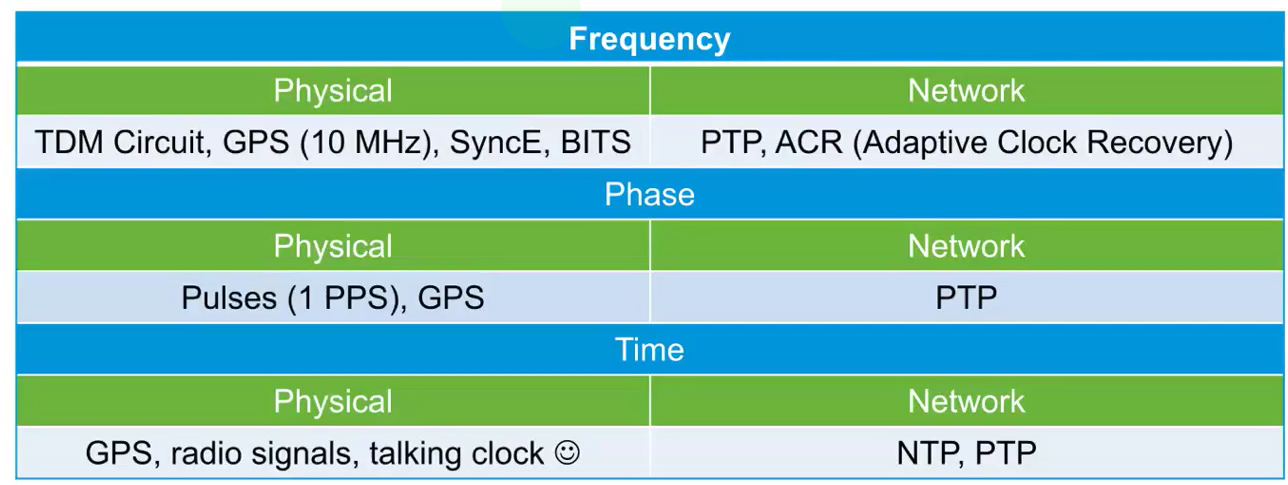 Frequency
Physical Network
TDM Circuit, GPS (10 MHz), SyncE, BITS PTP, ACR (Adaptive Clock Recovery)
Phase
Physical Network
Pulses (1 PPS), GPS PTP
Time
Physical Network
GPS, radio signals, talking clock ☺ NTP, PTP